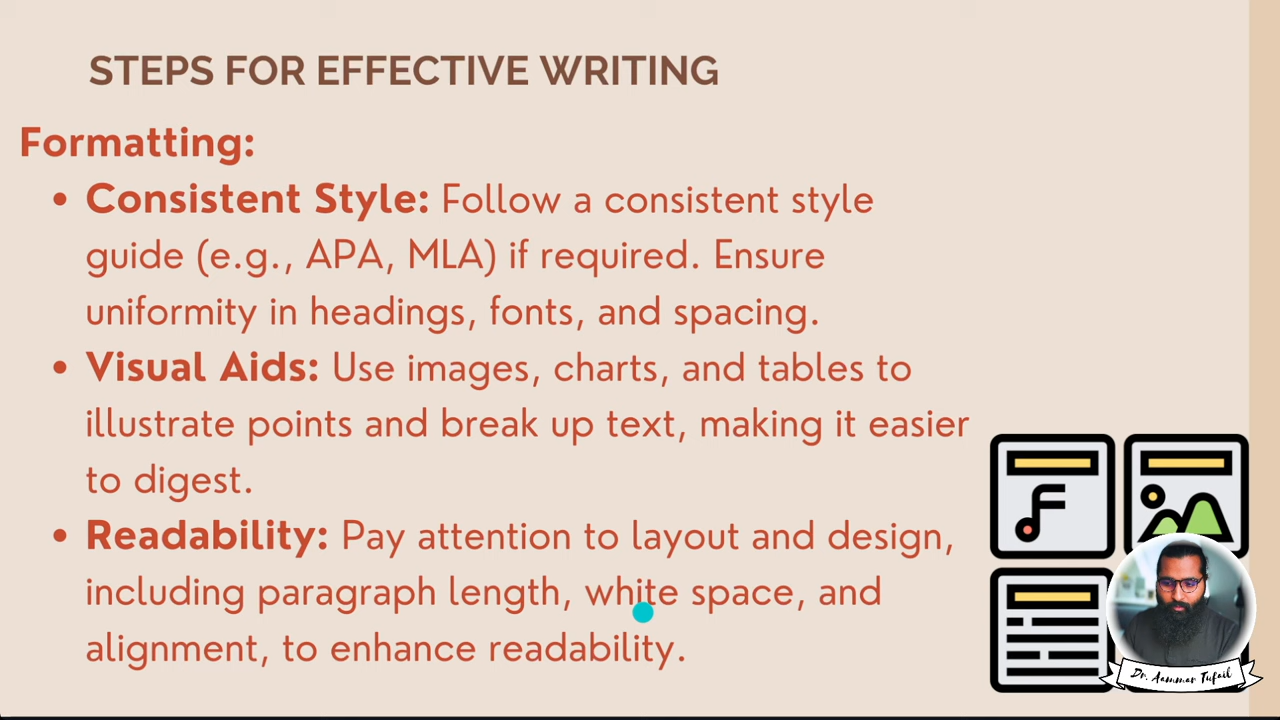 STEPS FOR EFFECTIVE WRITING
Formatting:
• Consistent Style: Follow a consistent style
guide (e.g., APA, MLA) if required. Ensure
uniformity in headings, fonts, and spacing.
• Visual Aids: Use images, charts, and tables to
illustrate points and break up text, making it easier
to digest.
• Readability: Pay attention to layout and design,
including paragraph length, white space, and
alignment, to enhance readability.
Dr. Aammar Tufail